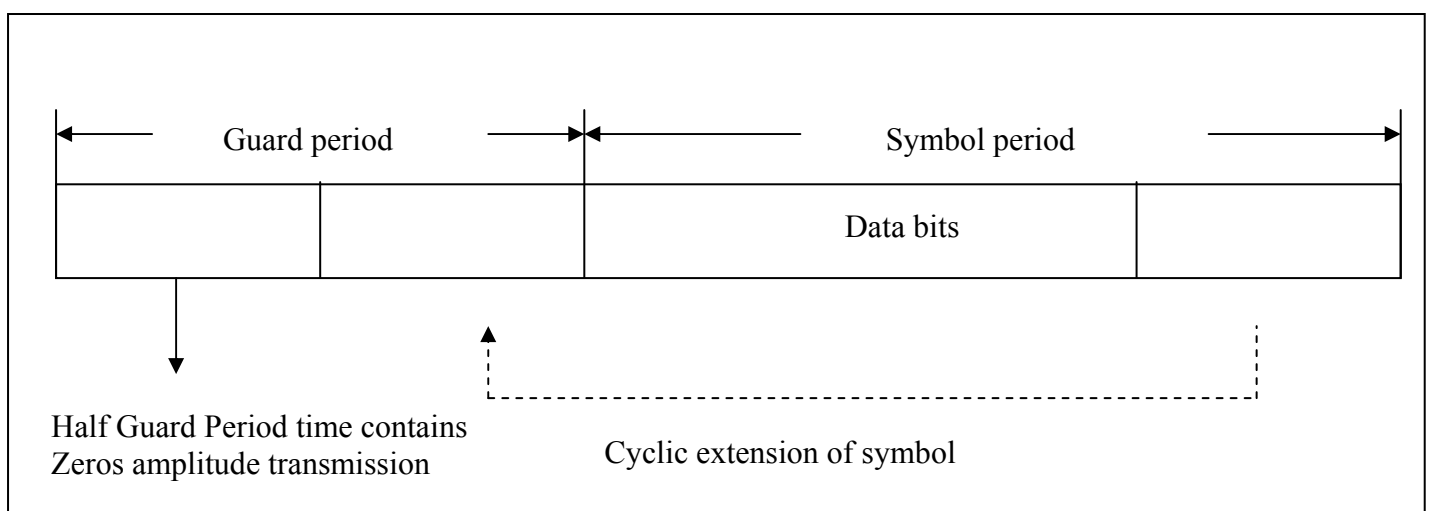 Guard period
Symbol period
Data bits
Half Guard Period time contains
Zeros amplitude transmission
Cyclic extension of symbol